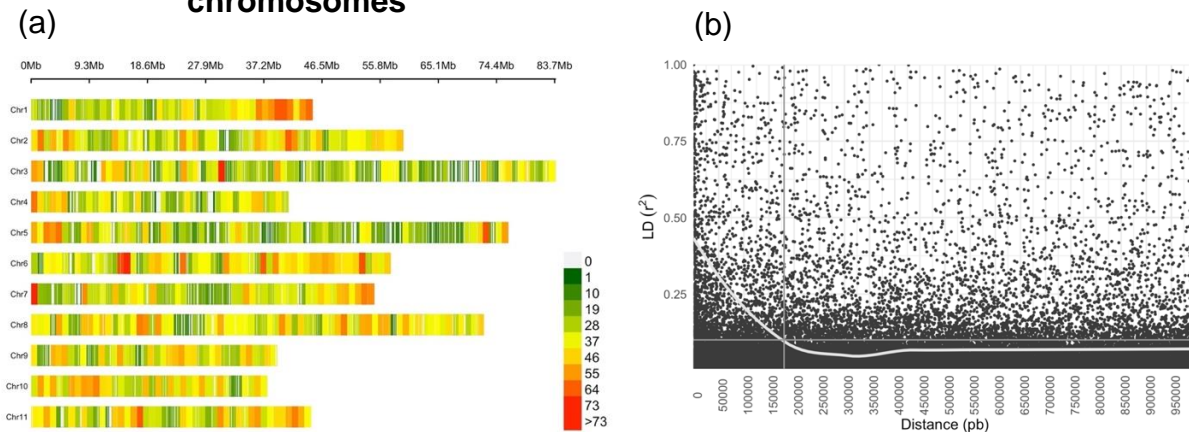 chromosomes
(a)
(b)
0Mb 9.3Mb 18.6Mb 27.9Mb 37.2Mb 46.5Mb 55.8Mb 65.1Mb 74.4Mb 83.7Mb
Chr1
Chr2
Chr3
Chr4
Chr5
Chr6
Chr7
Chr8
Chr9
Chr10
Chr11
0
1
10
19
28
37
46
55
64
73
>73
1.00
0.75
0.50
0.25
LD (r²)
0 50000 100000 150000 200000 250000 300000 350000 400000 450000 500000 550000 600000 650000 700000 750000 800000 850000 900000 950000
Distance (pb)